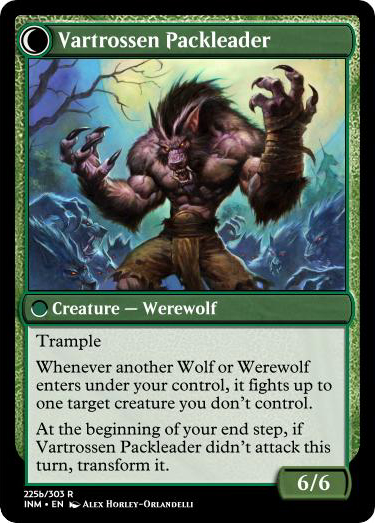 Vartrossen Packleader
Creature — Werewolf
Trample
Whenever another Wolf or Werewolf
enters under your control, it fights up to
one target creature you don't control.
At the beginning of your end step, if
Vartrossen Packleader didn't attack this
turn, transform it.
6/6
225b/303 R
INM • EN Alex Horley-Orlandelli